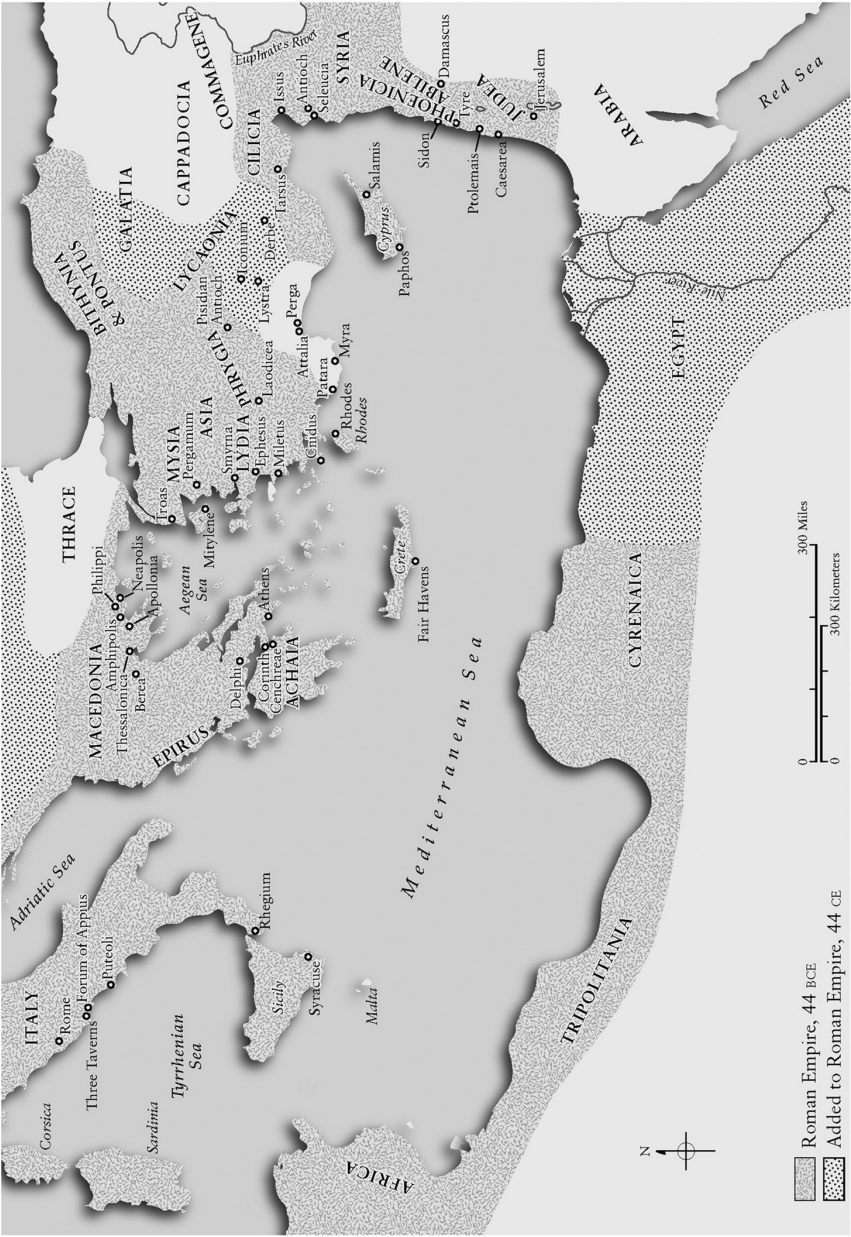 Corsica
Sardinia
ITALY
Rome
Three Taverns
Forum of Appius
Puteoli
Tyrrhenian
Sea
Adriatic Sea
Rhegium
Sicily
Syracuse
Malta
AFRICA
TRIPOLITANIA
Mediterranean Sea
CYRENAICA
EGYPT
Nile River
Red Sea
ARABIA
MACEDONIA
EPIRUS
Thessalonica
Amphipolis
Berea
Philippi
Neapolis
Apollonia
THRACE
Aegean
Sea
Delphi
Corinth
Cenchreae
ACHAIA
Athens
Crete
Fair Havens
Troas
MYSIA
Pergamum
Mitylene
ASIA
Smyrna
LYDIA
Ephesus
Miletus
PHRYGIA
Laodicea
Cnidus
Rhodes
Rhodes
Patara
Myra
Attalia
Perga
BITHYNIA
& PONTUS
GALATIA
LYCAONIA
Pisidian
Antioch
Iconium
Lystra
Derbe
CAPPADOCIA
COMMAGENE
Euphrates River
CILICIA
Tarsus
Issus
Antioch
Seleucia
SYRIA
Cyprus
Salamis
Paphos
PHOENICIA
ABILENE
Damascus
Sidon
Tyre
Ptolemais
Caesarea
JUDEA
Jerusalem
0 300 Miles
0 300 Kilometers
N
Roman Empire, 44 BCE
Added to Roman Empire, 44 CE